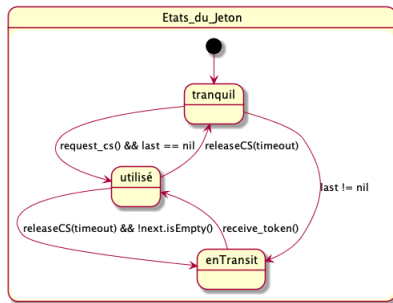 Etats_du_Jeton
tranquil
request_cs() && last == nil
releaseCS(timeout)
utilisé
last != nil
releaseCS(timeout) && !next.isEmpty()
receive_token()
enTransit